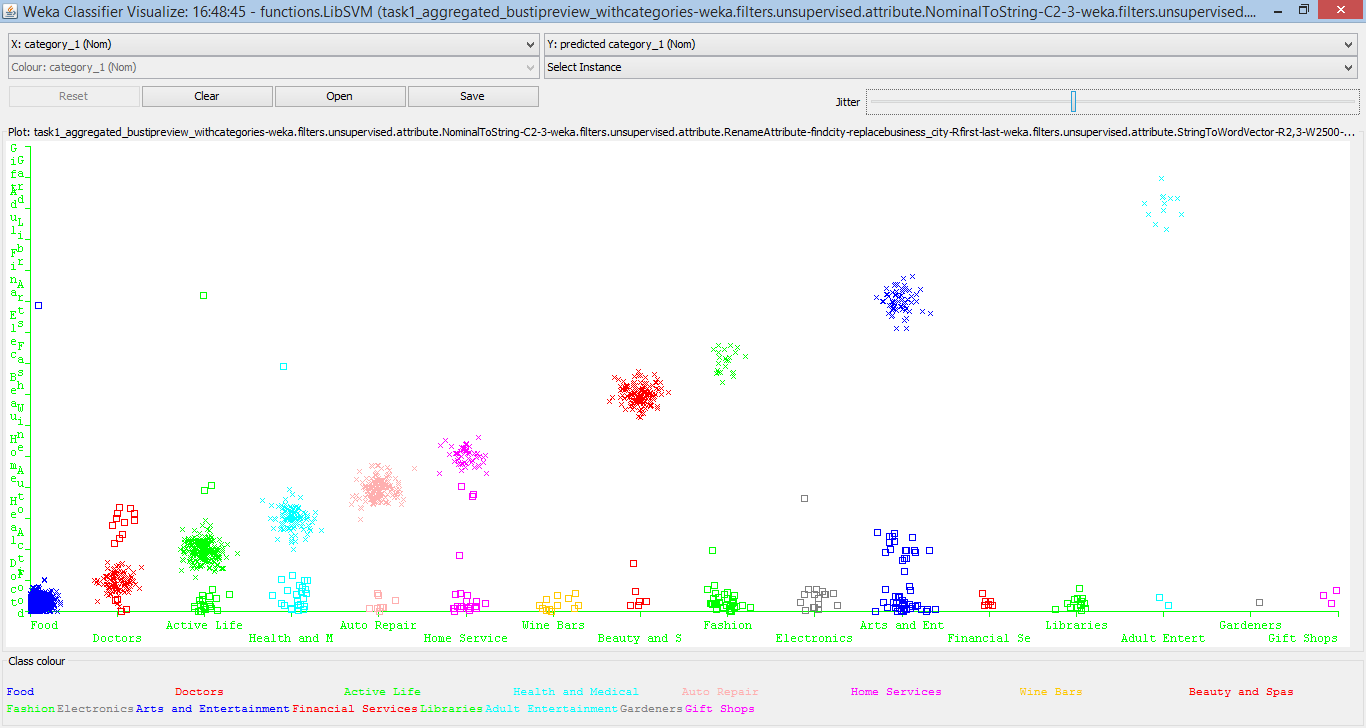 Weka Classifier Visualize: 16:48:45 - functions.LibSVM (task1_aggregated_bustipreview_withcategories-weka.filters.unsupervised.attribute.NominalToString-C2-3-weka.filters.unsupervised....
X: category_1 (Nom)
Y: predicted category_1 (Nom)
Colour: category_1 (Nom)
Select Instance
Reset
Clear
Open
Save
Jitter
Plot: task1_aggregated_bustipreview_withcategories-weka.filters.unsupervised.attribute.NominalToString-C2-3-weka.filters.unsupervised.attribute.RenameAttribute-findcity-replacebusiness_city-Rfirst-last-weka.filters.unsupervised.attribute.StringToWordVector-R2,3-W2500-...
Food
Doctors
Active Life
Health and M
Auto Repair
Home Service
Wine Bars
Beauty and S
Fashion
Electronics
Arts and Ent
Financial Se
Libraries
Adult Entert
Gardeners
Gift Shops
Class colour
Food Doctors Active Life Health and Medical Auto Repair Home Services Wine Bars Beauty and Spas
Fashion Electronics Arts and Entertainment Financial Services Libraries Adult Entertainment Gardeners Gift Shops